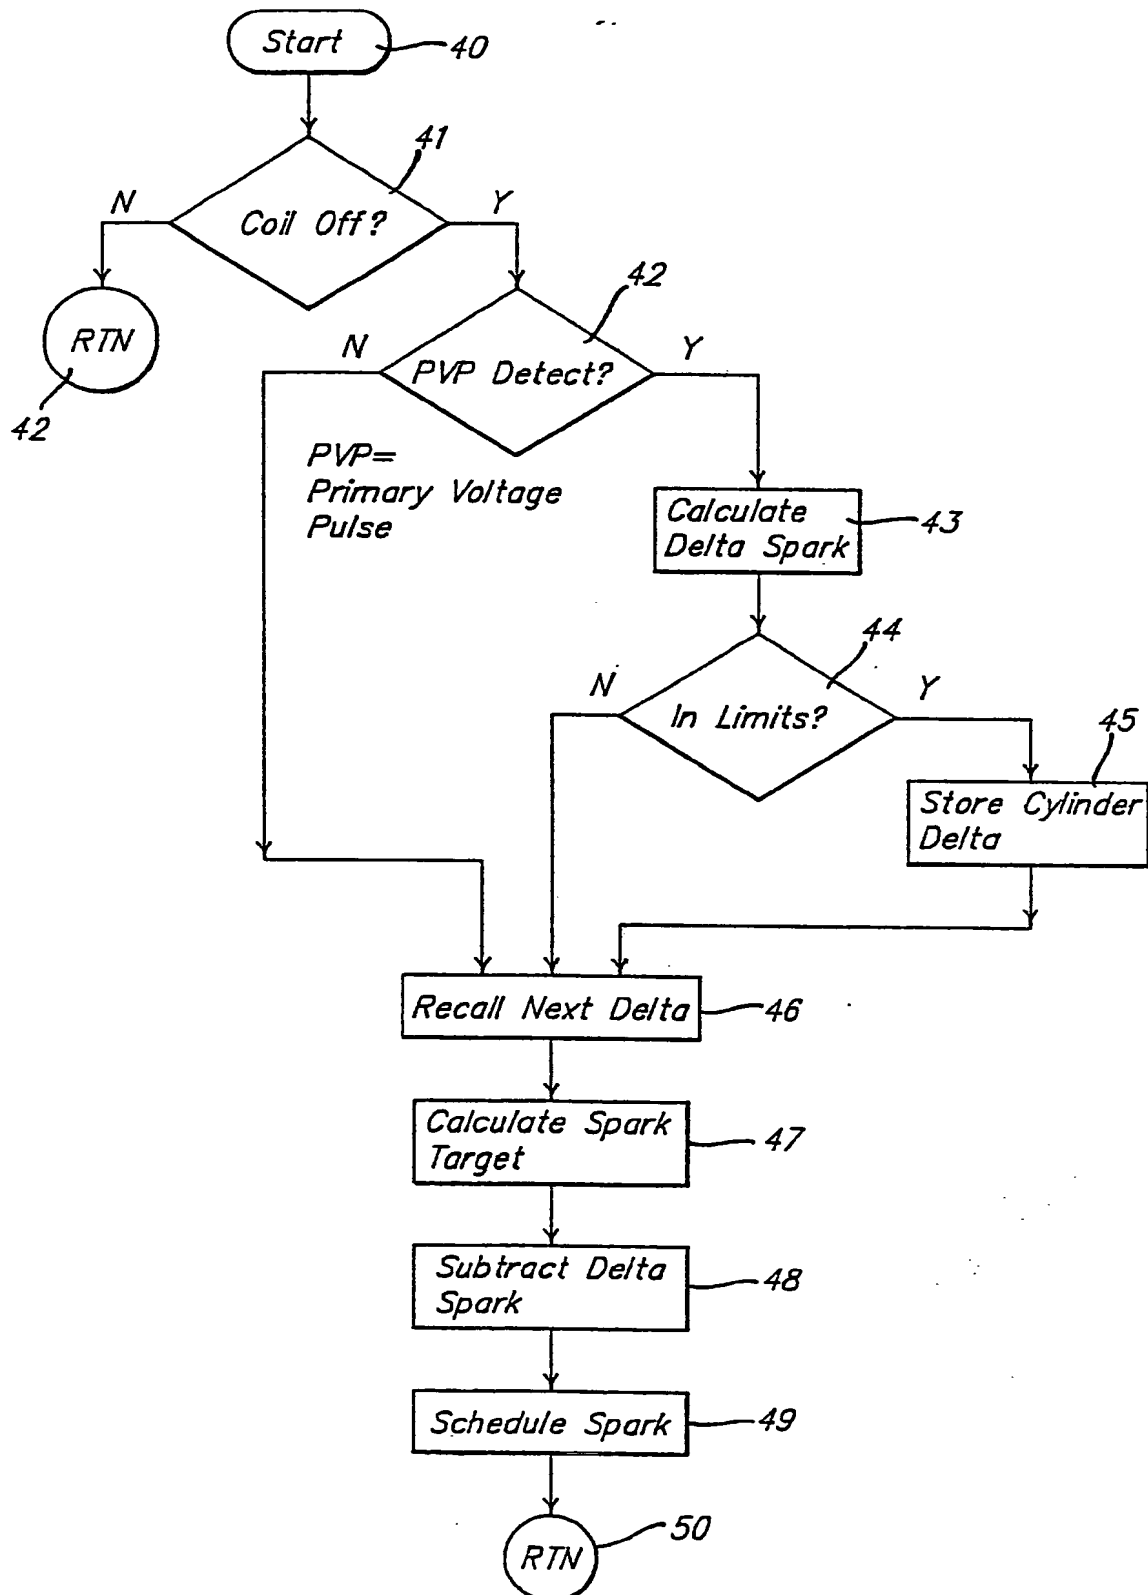 Start
40
41
N
Y
Coil Off?
42
RTN
42
N
Y
PVP Detect?
PVP=
Primary Voltage
Pulse
Calculate
Delta Spark
43
44
N
Y
In Limits?
45
Store Cylinder
Delta
Recall Next Delta
46
Calculate Spark
Target
47
Subtract Delta
Spark
48
Schedule Spark
49
RTN
50